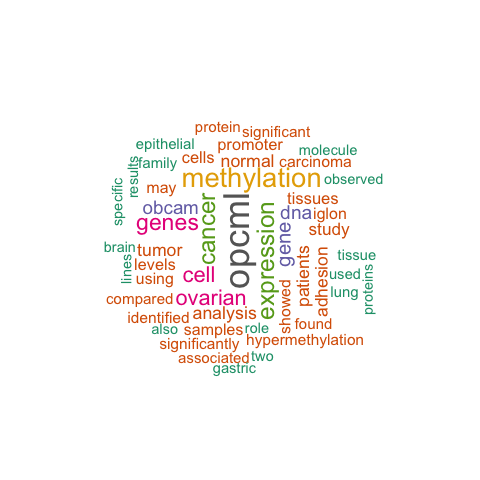 protein
significant
epithelial
promoter
molecule
family
cells
normal
carcinoma
results
methylation
observed
may
specific
tissues
obcam
genes
cancer
opcml
expression
gene
dna
iglon
study
brain
lines
tumor
levels
using
cell
patients
adhesion
tissue
used
lung
proteins
compared
ovarian
showed
identified
analysis
found
also
samples
role
hypermethylation
significantly
associated
two
gastric